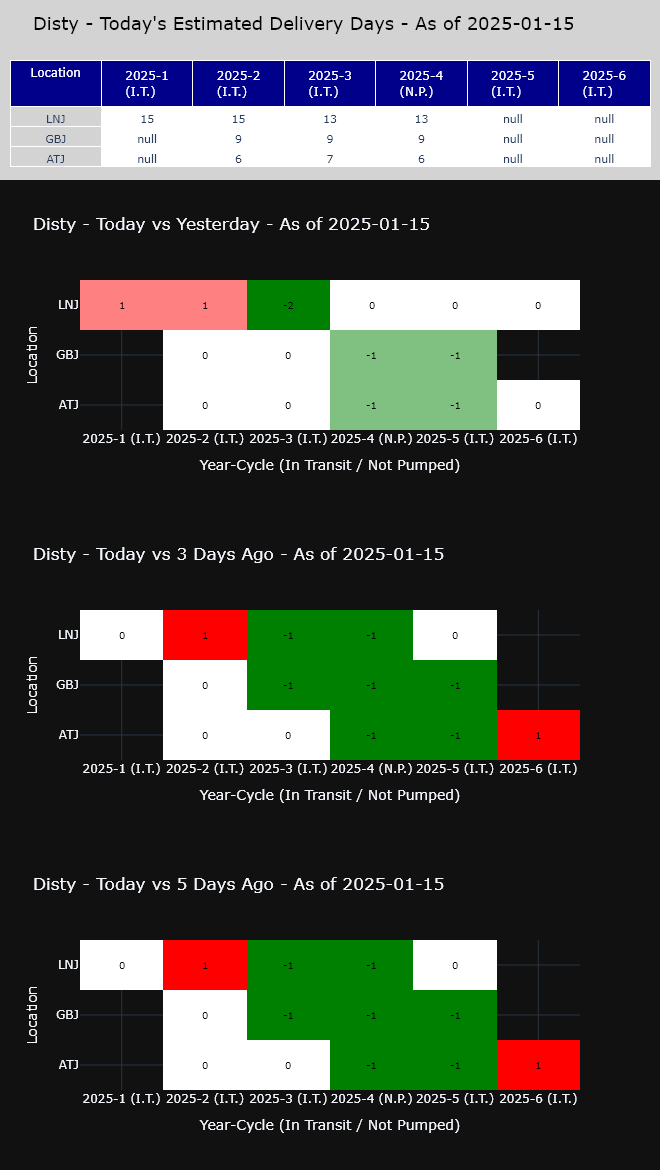 Disty - Today's Estimated Delivery Days - As of 2025-01-15
Location 2025-1 (I.T.) 2025-2 (I.T.) 2025-3 (I.T.) 2025-4 (N.P.) 2025-5 (I.T.) 2025-6 (I.T.)
LNJ 15 15 13 13 null null
GBJ null 9 9 9 null null
ATJ null 6 7 6 null null
Disty - Today vs Yesterday - As of 2025-01-15
Location
LNJ 1 1 -2 0 0 0
GBJ 0 0 -1 -1
ATJ 0 0 -1 -1 0
2025-1 (I.T.) 2025-2 (I.T.) 2025-3 (I.T.) 2025-4 (N.P.) 2025-5 (I.T.) 2025-6 (I.T.)
Year-Cycle (In Transit / Not Pumped)
Disty - Today vs 3 Days Ago - As of 2025-01-15
Location
LNJ 0 1 -1 -1 0
GBJ 0 -1 -1 -1
ATJ 0 0 -1 -1 1
2025-1 (I.T.) 2025-2 (I.T.) 2025-3 (I.T.) 2025-4 (N.P.) 2025-5 (I.T.) 2025-6 (I.T.)
Year-Cycle (In Transit / Not Pumped)
Disty - Today vs 5 Days Ago - As of 2025-01-15
Location
LNJ 0 1 -1 -1 0
GBJ 0 -1 -1 -1
ATJ 0 0 -1 -1 1
2025-1 (I.T.) 2025-2 (I.T.) 2025-3 (I.T.) 2025-4 (N.P.) 2025-5 (I.T.) 2025-6 (I.T.)
Year-Cycle (In Transit / Not Pumped)